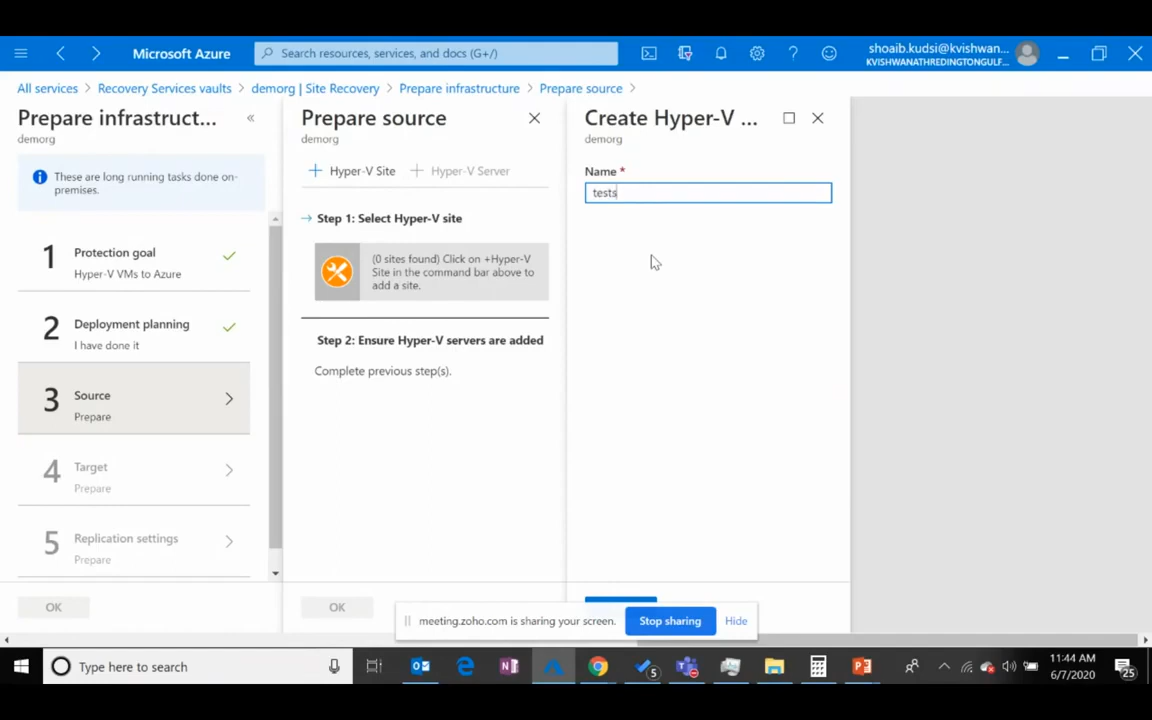 Microsoft Azure
Search resources, services, and docs (G+/)
shoaib.kudsi@kvishwan...
KVISHWANATHREDINGTONGULF...
All services > Recovery Services vaults > demorg | Site Recovery > Prepare infrastructure > Prepare source >
Prepare infrastruct...
demorg
These are long running tasks done on-
premises.
1
Protection goal
Hyper-V VMs to Azure
2
Deployment planning
I have done it
3
Source
Prepare
4
Target
Prepare
5
Replication settings
Prepare
OK
Prepare source
demorg
+ Hyper-V Site
+ Hyper-V Server
Step 1: Select Hyper-V site
(0 sites found) Click on +Hyper-V
Site in the command bar above to
add a site.
Step 2: Ensure Hyper-V servers are added
Complete previous step(s).
OK
Create Hyper-V ...
demorg
Name *
tests
meeting.zoho.com is sharing your screen.
Stop sharing
Hide
Type here to search
5
11:44 AM
6/7/2020
25